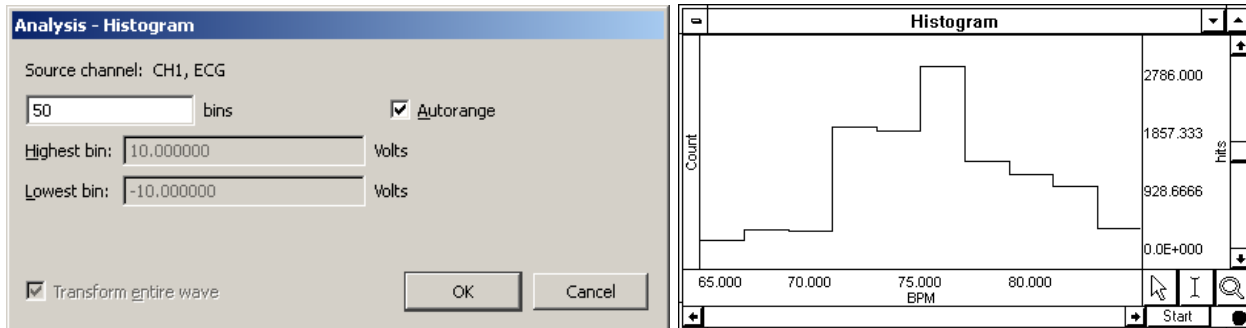 Analysis - Histogram
Source channel: CH1, ECG
50 bins
Autorange
Highest bin: 10.000000 Volts
Lowest bin: -10.000000 Volts
Transform entire wave
OK
Cancel
Histogram
Count
2786.000
1857.333
928.6666
0.0E+000
hits
65.000 70.000 75.000 80.000
BPM
Start